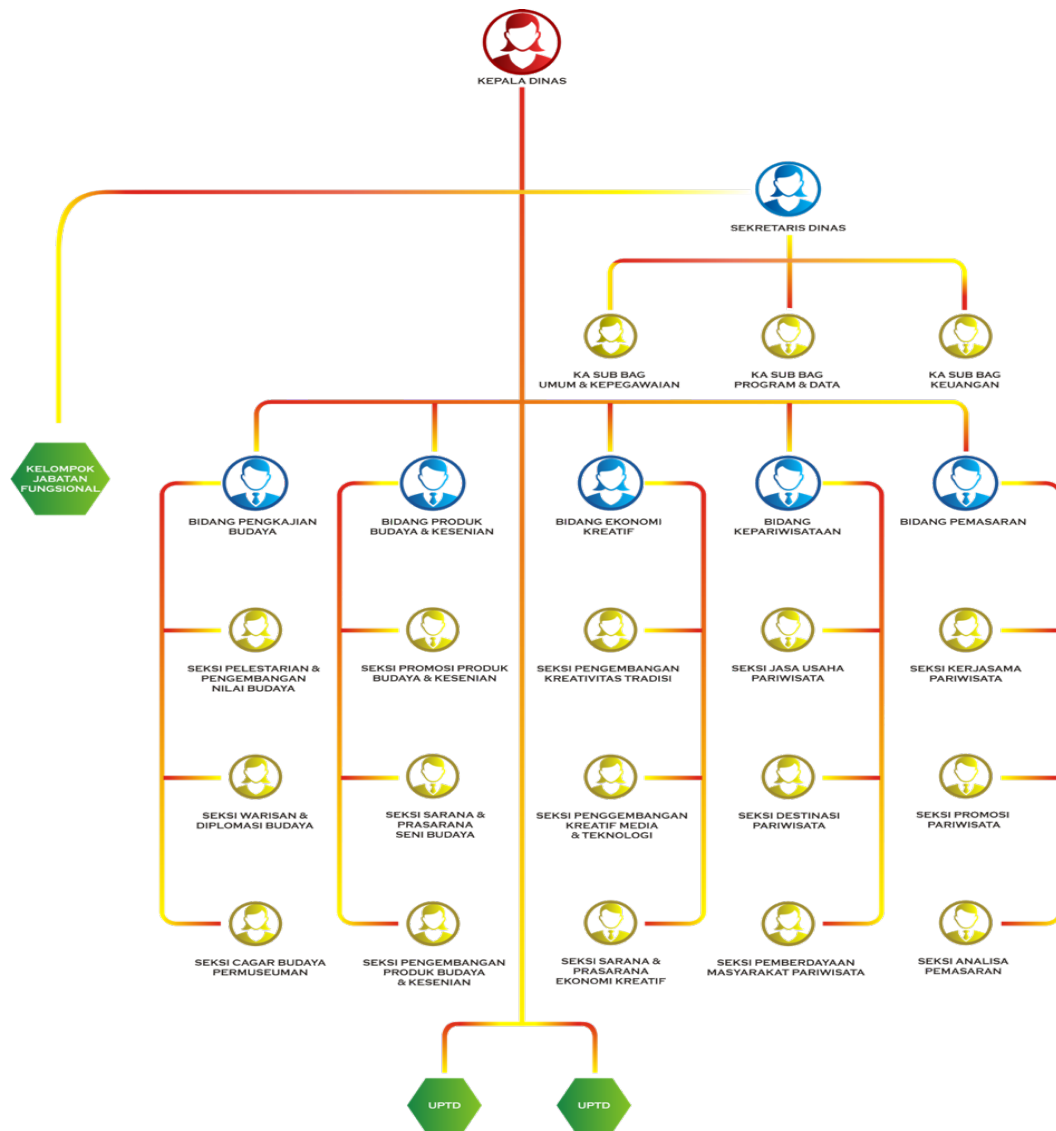 KEPALA DINAS
SEKRETARIS DINAS
KA SUB BAG
UMUM & KEPEGAWAIAN
KA SUB BAG
PROGRAM & DATA
KA SUB BAG
KEUANGAN
KELOMPOK
JABATAN
FUNGSIONAL
BIDANG PENGKAJIAN
BUDAYA
BIDANG PRODUK
BUDAYA & KESENIAN
BIDANG EKONOMI
KREATIF
BIDANG
KEPARIWISATAAN
BIDANG PEMASARAN
SEKSI PELESTARIAN &
PENGEMBANGAN
NILAI BUDAYA
SEKSI PROMOSI PRODUK
BUDAYA & KESENIAN
SEKSI PENGEMBANGAN
KREATIVITAS TRADISI
SEKSI JASA USAHA
PARIWISATA
SEKSI KERJASAMA
PARIWISATA
SEKSI WARISAN &
DIPLOMASI BUDAYA
SEKSI SARANA &
PRASARANA
SENI BUDAYA
SEKSI PENGGEMBANGAN
KREATIF MEDIA
& TEKNOLOGI
SEKSI DESTINASI
PARIWISATA
SEKSI PROMOSI
PARIWISATA
SEKSI CAGAR BUDAYA
PERMUSEUMAN
SEKSI PENGEMBANGAN
PRODUK BUDAYA
& KESENIAN
SEKSI SARANA &
PRASARANA
EKONOMI KREATIF
SEKSI PEMBERDAYAAN
MASYARAKAT PARIWISATA
SEKSI ANALISA
PEMASARAN
UPTD
UPTD